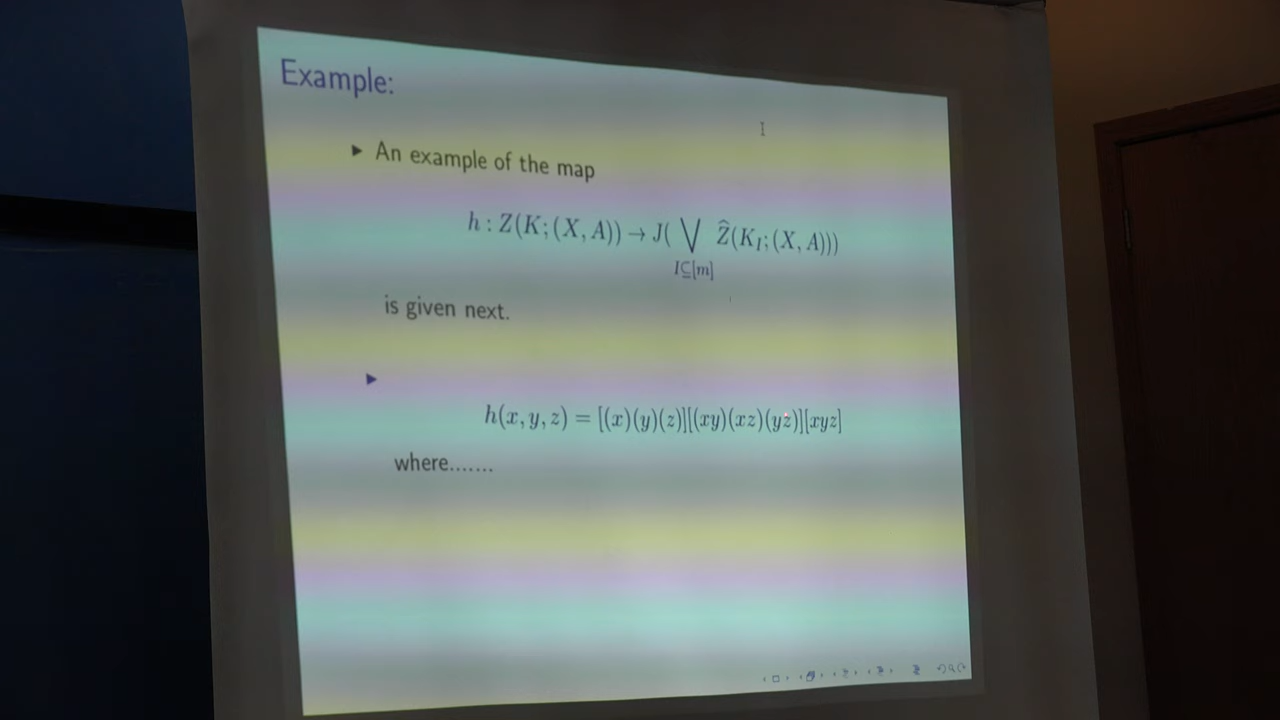 Example:
▶ An example of the map
h : Z(K; (X, A)) → J( ⋁ Ẑ(K_I; (X, A)))
I⊆[m]
is given next.
▶
h(x, y, z) = [(x)(y)(z)][(xy)(xz)(yz)][xyz]
where.......